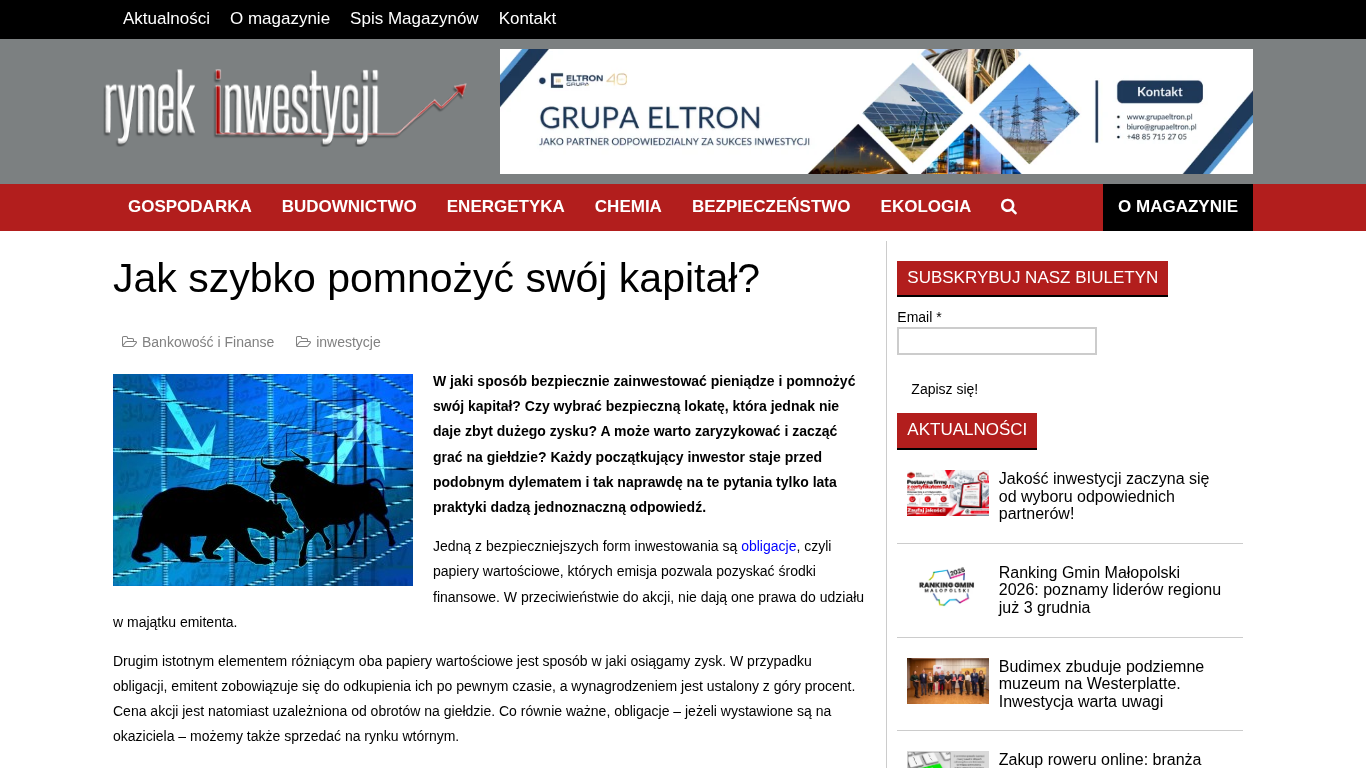 Aktualności O magazynie Spis Magazynów Kontakt
rynek inwestycji
ELTRON 40
GRUPA
GRUPA ELTRON
JAKO PARTNER ODPOWIEDZIALNY ZA SUKCES INWESTYCJI
Kontakt
www.grupaeltron.pl
biuro@grupaeltron.pl
+48 85 715 27 05
GOSPODARKA BUDOWNICTWO ENERGETYKA CHEMIA BEZPIECZEŃSTWO EKOLOGIA O MAGAZYNIE
Jak szybko pomnożyć swój kapitał?
Bankowość i Finanse inwestycje
W jaki sposób bezpiecznie zainwestować pieniądze i pomnożyć
swój kapitał? Czy wybrać bezpieczną lokatę, która jednak nie
daje zbyt dużego zysku? A może warto zaryzykować i zacząć
grać na giełdzie? Każdy początkujący inwestor staje przed
podobnym dylematem i tak naprawdę na te pytania tylko lata
praktyki dadzą jednoznaczną odpowiedź.
Jedną z bezpieczniejszych form inwestowania są obligacje, czyli
papiery wartościowe, których emisja pozwala pozyskać środki
finansowe. W przeciwieństwie do akcji, nie dają one prawa do udziału
w majątku emitenta.
Drugim istotnym elementem różniącym oba papiery wartościowe jest sposób w jaki osiągamy zysk. W przypadku
obligacji, emitent zobowiązuje się do odkupienia ich po pewnym czasie, a wynagrodzeniem jest ustalony z góry procent.
Cena akcji jest natomiast uzależniona od obrotów na giełdzie. Co równie ważne, obligacje – jeżeli wystawione są na
okaziciela – możemy także sprzedać na rynku wtórnym.
SUBSKRYBUJ NASZ BIULETYN
Email *
Zapisz się!
AKTUALNOŚCI
Postaw na firmę
z certyfikatem
Jakość inwestycji zaczyna się
od wyboru odpowiednich
partnerów!
2026
RANKING GMIN
MAŁOPOLSKI
Ranking Gmin Małopolski
2026: poznamy liderów regionu
już 3 grudnia
Budimex zbuduje podziemne
muzeum na Westerplatte.
Inwestycja warta uwagi
Zakup roweru online: branża